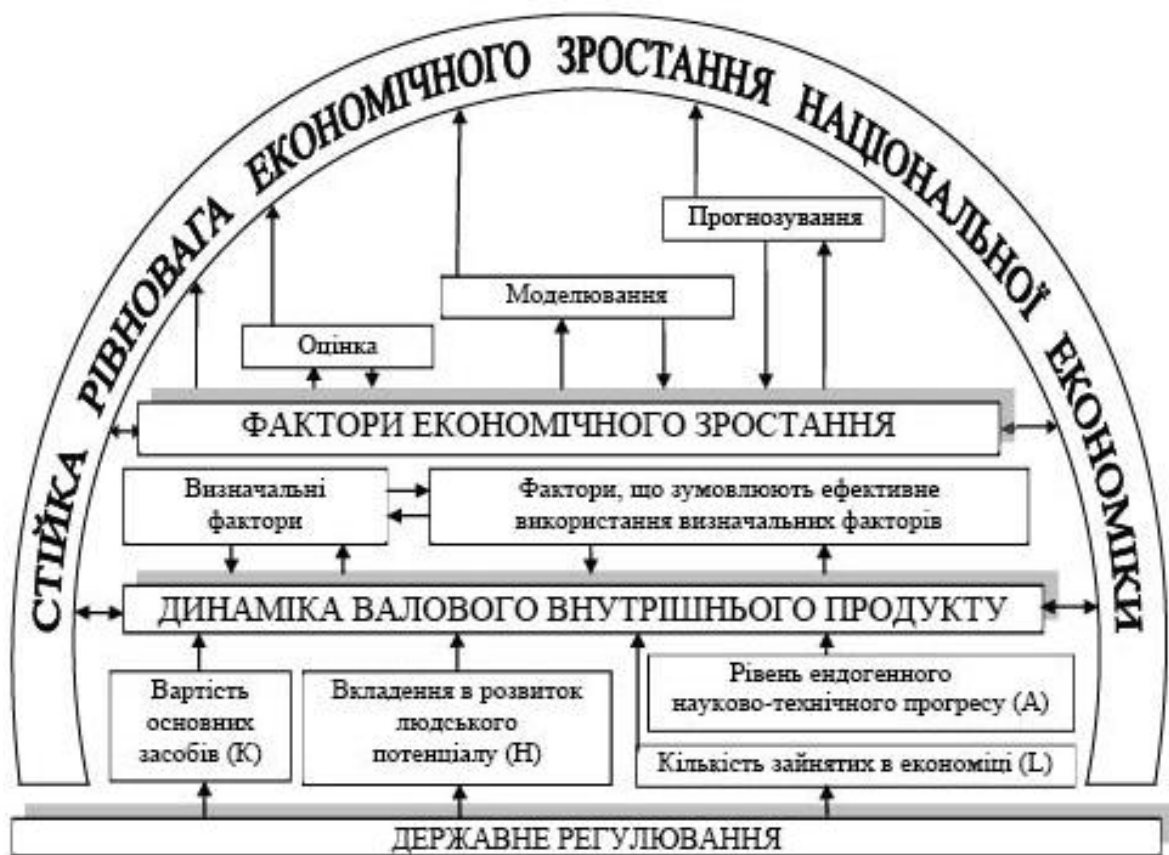 СТІЙКА РІВНОВАГА ЕКОНОМІЧНОГО ЗРОСТАННЯ НАЦІОНАЛЬНОЇ ЕКОНОМІКИ
Прогнозування
Моделювання
Оцінка
ФАКТОРИ ЕКОНОМІЧНОГО ЗРОСТАННЯ
Визначальні
фактори
Фактори, що зумовлюють ефективне
використання визначальних факторів
ДИНАМІКА ВАЛОВОГО ВНУТРІШНЬОГО ПРОДУКТУ
Вартість
основних
засобів (К)
Вкладення в розвиток
людського
потенціалу (Н)
Рівень ендогенного
науково-технічного прогресу (А)
Кількість зайнятих в економіці (L)
ДЕРЖАВНЕ РЕГУЛЮВАННЯ